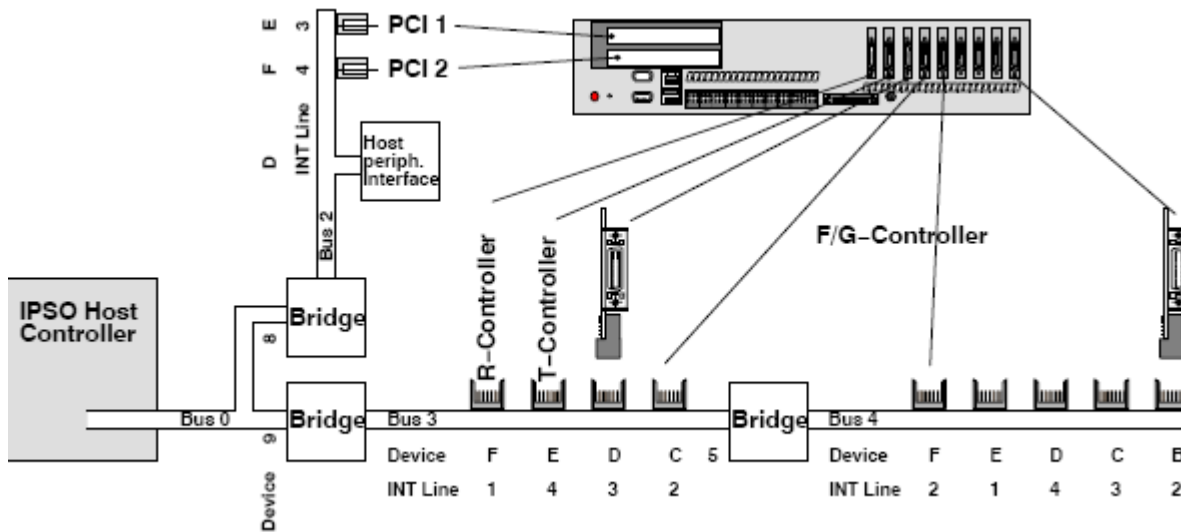 E 3 PCI 1
F 4 PCI 2
D INT Line
Host
periph.
Interface
Bus 2
F/G-Controller
IPSO Host
Controller
Bridge
8
R-Controller
T-Controller
Bus 0
9
Bridge
Bus 3
Bridge
Bus 4
Device F E D C 5
Device F E D C B
INT Line 1 4 3 2
INT Line 2 1 4 3 2
Device